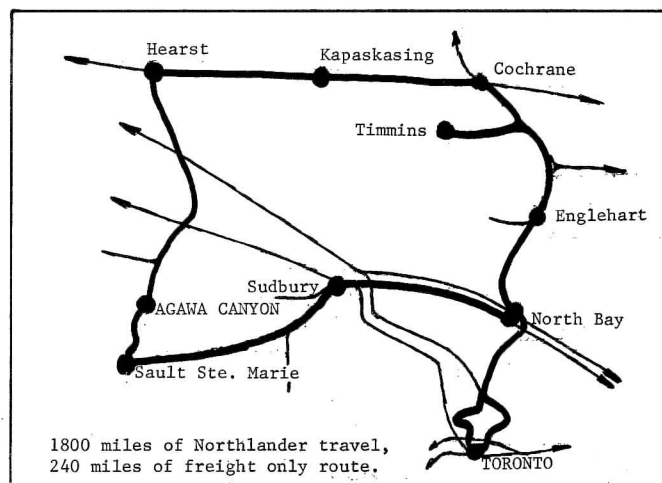 Hearst
Kapaskasing
Cochrane
Timmins
Englehart
Sudbury
AGAWA CANYON
North Bay
Sault Ste. Marie
1800 miles of Northlander travel,
240 miles of freight only route.
TORONTO